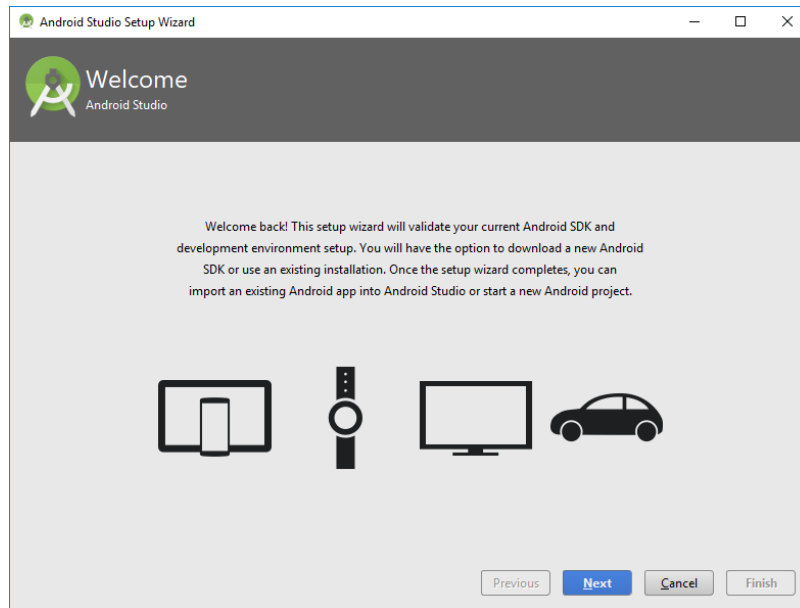 Android Studio Setup Wizard
Welcome
Android Studio
Welcome back! This setup wizard will validate your current Android SDK and
development environment setup. You will have the option to download a new Android
SDK or use an existing installation. Once the setup wizard completes, you can
import an existing Android app into Android Studio or start a new Android project.
Previous
Next
Cancel
Finish